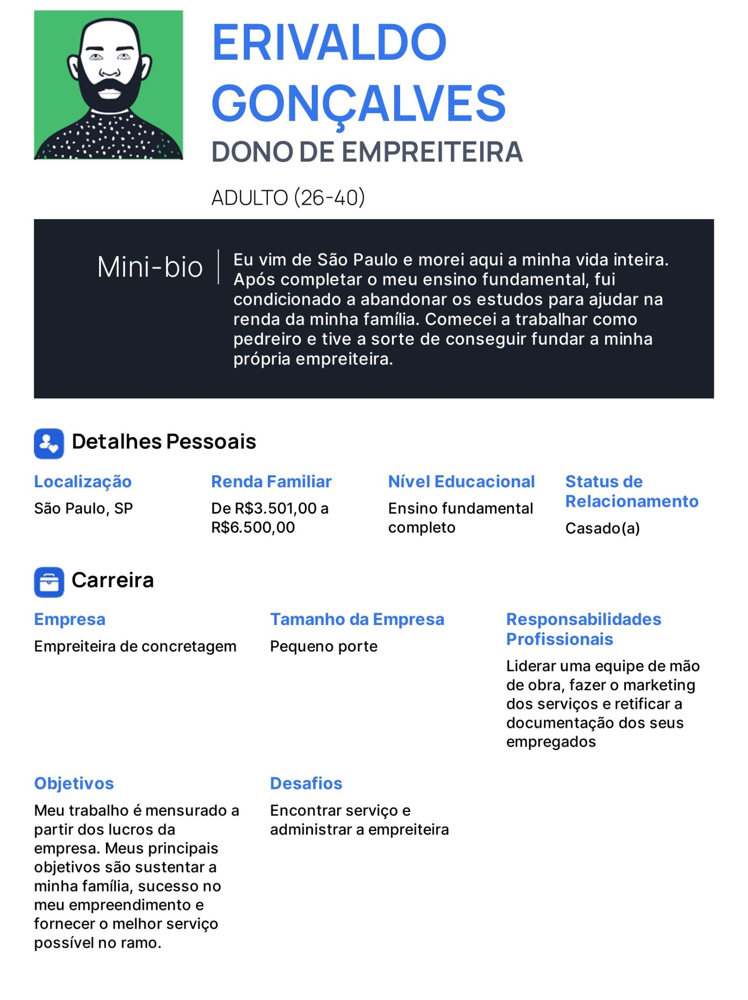 ERIVALDO
GONÇALVES
DONO DE EMPREITEIRA
ADULTO (26-40)
Mini-bio
Eu vim de São Paulo e morei aqui a minha vida inteira.
Após completar o meu ensino fundamental, fui
condicionado a abandonar os estudos para ajudar na
renda da minha família. Comecei a trabalhar como
pedreiro e tive a sorte de conseguir fundar a minha
própria empreiteira.
Detalhes Pessoais
Localização
São Paulo, SP
Renda Familiar
De R$3.501,00 a
R$6.500,00
Nível Educacional
Ensino fundamental
completo
Status de
Relacionamento
Casado(a)
Carreira
Empresa
Empreiteira de concretagem
Tamanho da Empresa
Pequeno porte
Responsabilidades
Profissionais
Liderar uma equipe de mão
de obra, fazer o marketing
dos serviços e retificar a
documentação dos seus
empregados
Objetivos
Meu trabalho é mensurado a
partir dos lucros da
empresa. Meus principais
objetivos são sustentar a
minha família, sucesso no
meu empreendimento e
fornecer o melhor serviço
possível no ramo.
Desafios
Encontrar serviço e
administrar a empreiteira